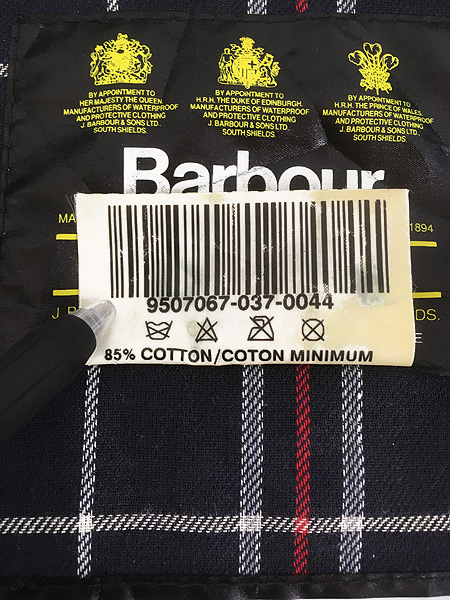 BY APPOINTMENT TO
HER MAJESTY THE QUEEN.
MANUFACTURERS OF WATERPROOF
AND PROTECTIVE CLOTHING
J. BARBOUR & SONS LTD.
SOUTH SHIELDS.
BY APPOINTMENT TO
H.R.H. THE DUKE OF EDINBURGH.
MANUFACTURERS OF WATERPROOF
AND PROTECTIVE CLOTHING
J. BARBOUR & SONS LTD.
SOUTH SHIELDS.
BY APPOINTMENT TO
H.R.H. THE PRINCE OF WALES.
MANUFACTURERS OF WATERPROOF
AND PROTECTIVE CLOTHING
J. BARBOUR & SONS LTD.
SOUTH SHIELDS.
Barbour
1894
9507067-037-0044
85% COTTON/COTON MINIMUM